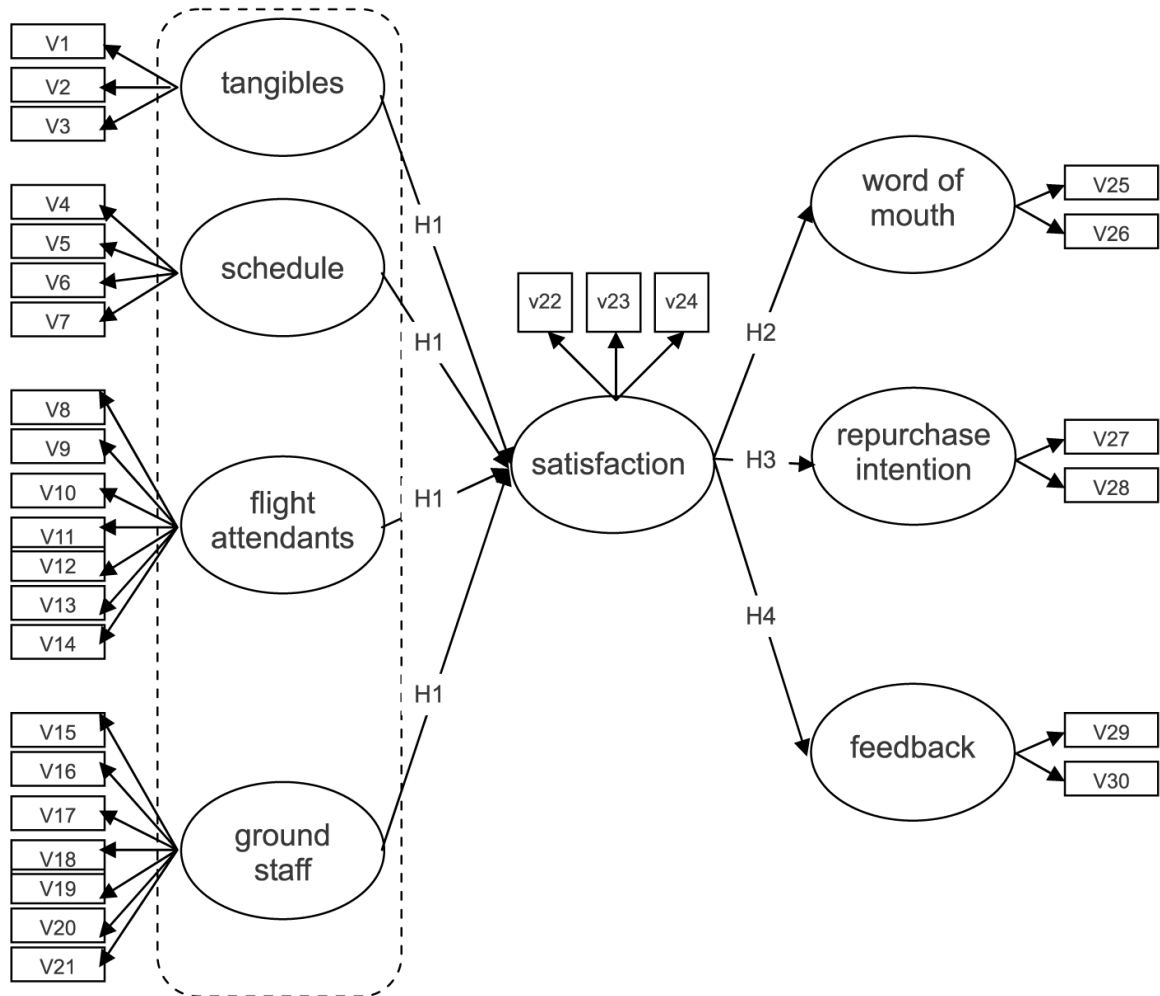 V1
V2
V3
tangibles
V4
V5
V6
V7
schedule
V8
V9
V10
V11
V12
V13
V14
flight
attendants
V15
V16
V17
V18
V19
V20
V21
ground
staff
H1
H1
H1
H1
v22
v23
v24
satisfaction
H2
H3
H4
word of
mouth
V25
V26
repurchase
intention
V27
V28
feedback
V29
V30